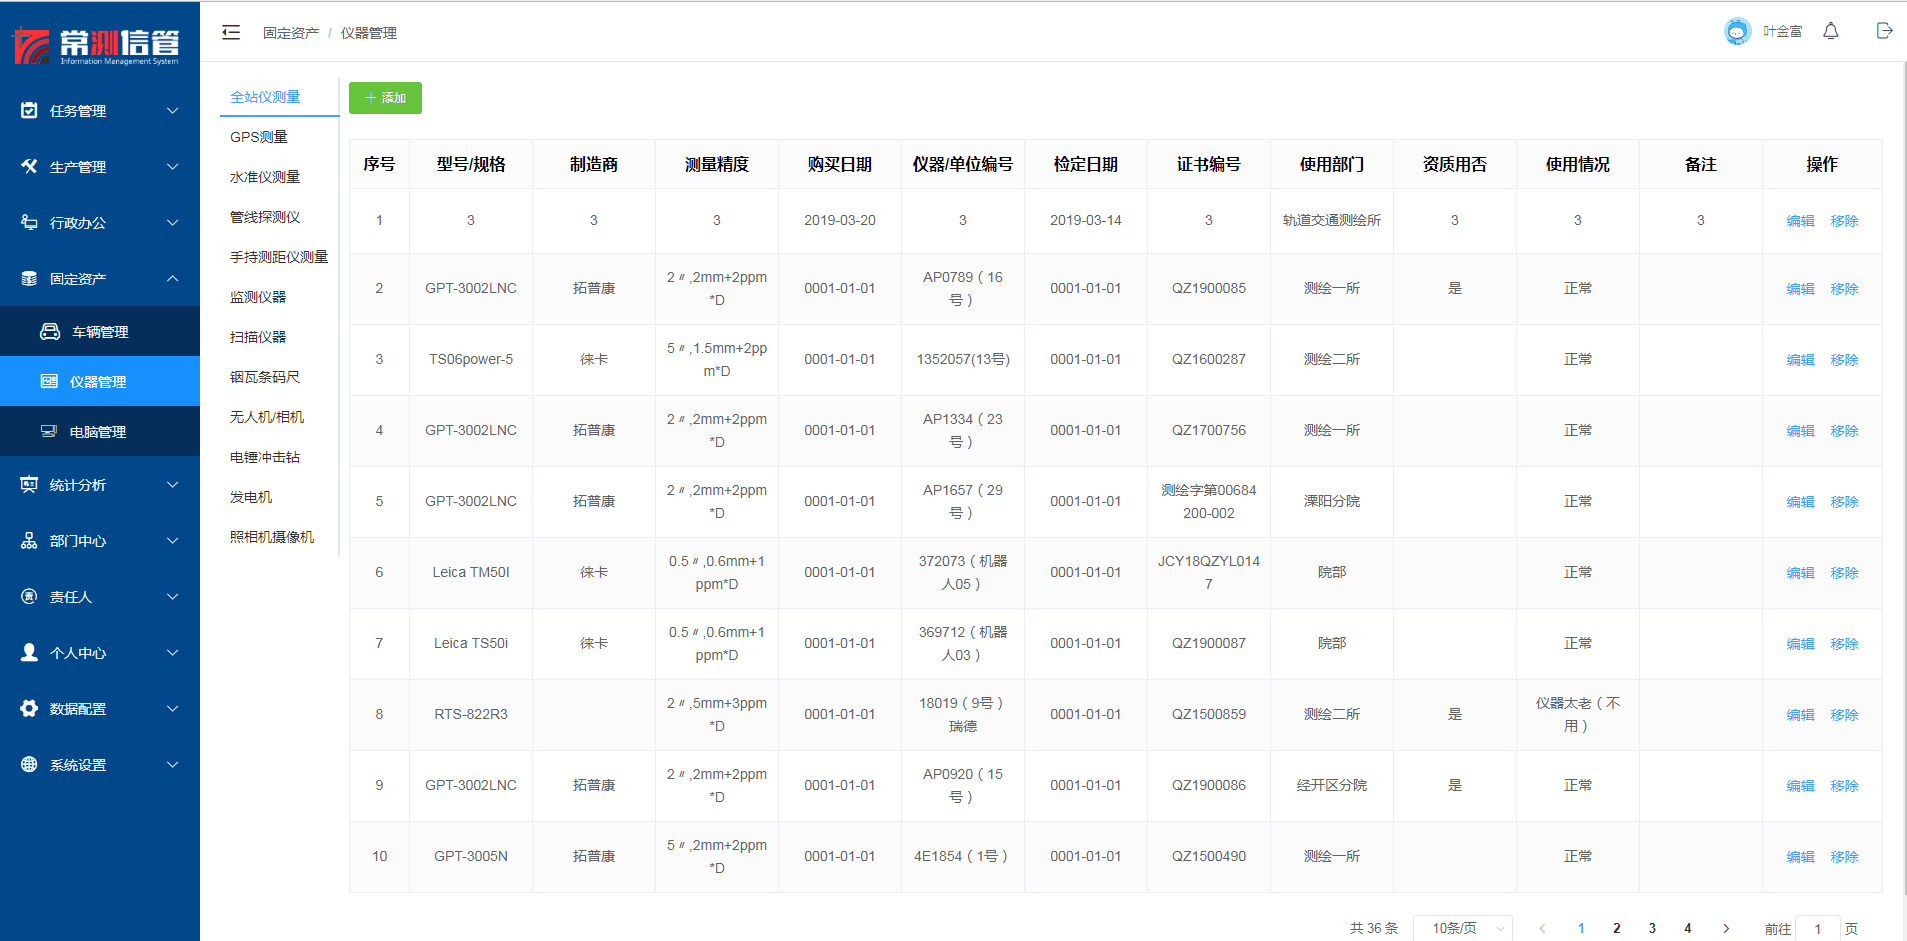 常测信管
Information Management System
固定资产 / 仪器管理
叶金富
任务管理
生产管理
行政办公
固定资产
车辆管理
仪器管理
电脑管理
统计分析
部门中心
责任人
个人中心
数据配置
系统设置
全站仪测量
GPS测量
水准仪测量
管线探测仪
手持测距仪测量
监测仪器
扫描仪器
铟瓦条码尺
无人机/相机
电锤冲击钻
发电机
照相机摄像机
+ 添加
序号 型号/规格 制造商 测量精度 购买日期 仪器/单位编号 检定日期 证书编号 使用部门 资质用否 使用情况 备注 操作
1 3 3 3 2019-03-20 3 2019-03-14 3 轨道交通测绘所 3 3 3 编辑 移除
2〃,2mm+2ppm AP0789（16
2 GPT-3002LNC 拓普康 0001-01-01 0001-01-01 QZ1900085 测绘一所 是 正常 编辑 移除
*D 号）
5〃,1.5mm+2pp
3 TS06power-5 徕卡 0001-01-01 1352057(13号) 0001-01-01 QZ1600287 测绘二所 正常 编辑 移除
m*D
2〃,2mm+2ppm AP1334（23
4 GPT-3002LNC 拓普康 0001-01-01 0001-01-01 QZ1700756 测绘一所 正常 编辑 移除
*D 号）
2〃,2mm+2ppm AP1657（29 测绘字第00684
5 GPT-3002LNC 拓普康 0001-01-01 0001-01-01 溧阳分院 正常 编辑 移除
*D 号） 200-002
0.5〃,0.6mm+1 372073（机器 JCY18QZYL014
6 Leica TM50I 徕卡 0001-01-01 0001-01-01 院部 正常 编辑 移除
ppm*D 人05） 7
0.5〃,0.6mm+1 369712（机器
7 Leica TS50i 徕卡 0001-01-01 0001-01-01 QZ1900087 院部 正常 编辑 移除
ppm*D 人03）
2〃,5mm+3ppm 18019（9号） 仪器太老（不
8 RTS-822R3 0001-01-01 0001-01-01 QZ1500859 测绘二所 是 编辑 移除
*D 瑞德 用）
2〃,2mm+2ppm AP0920（15
9 GPT-3002LNC 拓普康 0001-01-01 0001-01-01 QZ1900086 经开区分院 是 正常 编辑 移除
*D 号）
5〃,2mm+2ppm
10 GPT-3005N 拓普康 0001-01-01 4E1854（1号） 0001-01-01 QZ1500490 测绘一所 正常 编辑 移除
*D
共 36 条 10条/页 1 2 3 4 前往 1 页